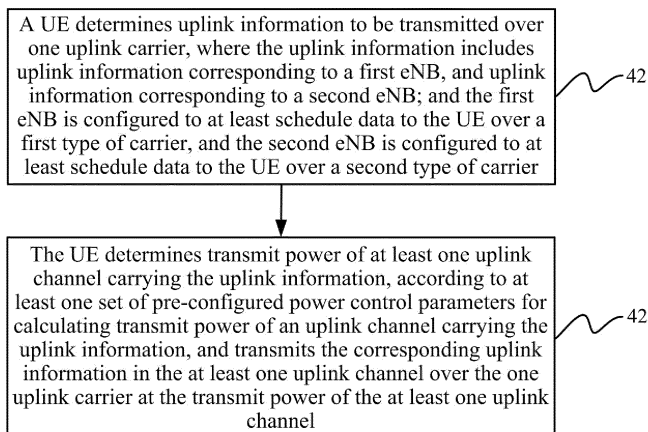 A UE determines uplink information to be transmitted over
one uplink carrier, where the uplink information includes
uplink information corresponding to a first eNB, and uplink
information corresponding to a second eNB; and the first
eNB is configured to at least schedule data to the UE over a
first type of carrier, and the second eNB is configured to at
least schedule data to the UE over a second type of carrier
42
The UE determines transmit power of at least one uplink
channel carrying the uplink information, according to at
least one set of pre-configured power control parameters for
calculating transmit power of an uplink channel carrying the
uplink information, and transmits the corresponding uplink
information in the at least one uplink channel over the one
uplink carrier at the transmit power of the at least one uplink
channel
42